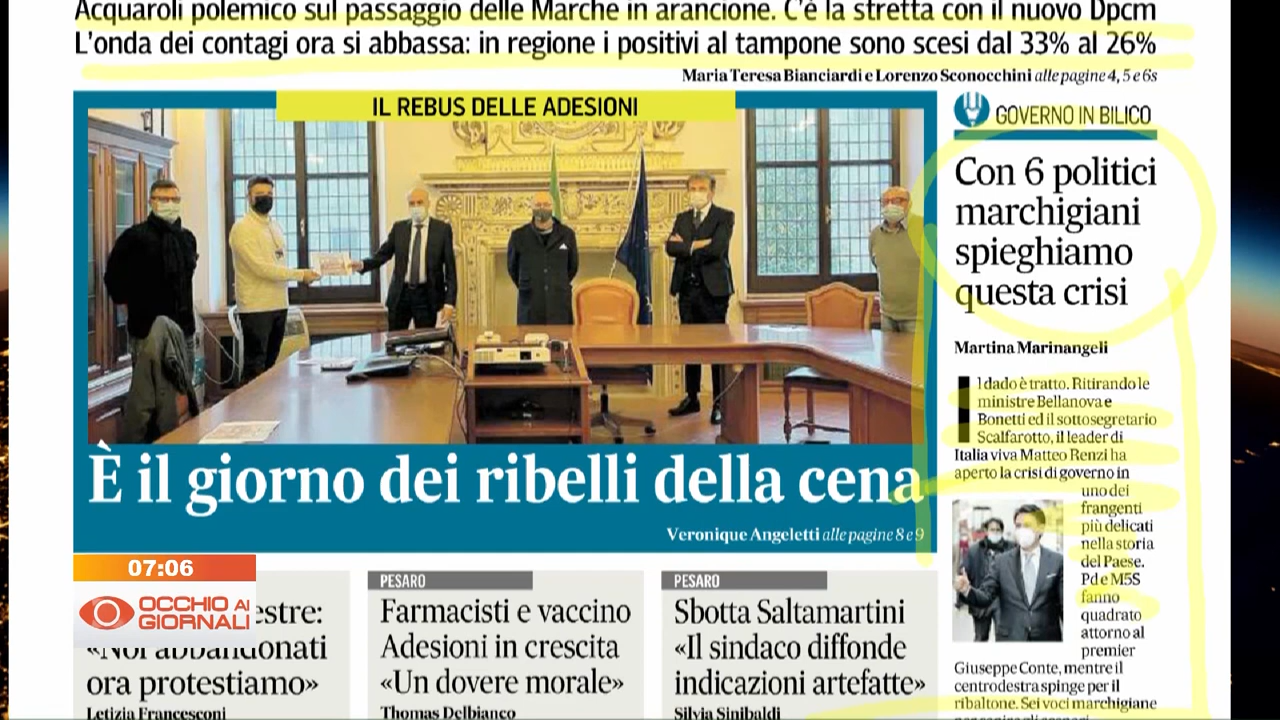 Acquaroli polemico sul passaggio delle Marche in arancione. C'è la stretta con il nuovo Dpcm
L'onda dei contagi ora si abbassa: in regione i positivi al tampone sono scesi dal 33% al 26%
Maria Teresa Bianciardi e Lorenzo Sconocchini alle pagine 4, 5 e 6s
IL REBUS DELLE ADESIONI
È il giorno dei ribelli della cena
Veronique Angeletti alle pagine 8 e 9
GOVERNO IN BILICO
Con 6 politici
marchigiani
spieghiamo
questa crisi
Martina Marinangeli
Il dado è tratto. Ritirando le
ministre Bellanova e
Bonetti ed il sottosegretario
Scalfarotto, il leader di
Italia viva Matteo Renzi ha
aperto la crisi di governo in
uno dei
frangenti
più delicati
nella storia
del Paese.
Pd e M5S
fanno
quadrato
attorno al
premier
Giuseppe Conte, mentre il
centrodestra spinge per il
ribaltone. Sei voci marchigiane
07:06
OCCHIO AI
GIORNALI
estre:
«Noi abbandonati
ora protestiamo»
Letizia Francesconi
PESARO
Farmacisti e vaccino
Adesioni in crescita
«Un dovere morale»
Thomas Delbianco
PESARO
Sbotta Saltamartini
«Il sindaco diffonde
indicazioni artefatte»
Silvia Sinibaldi